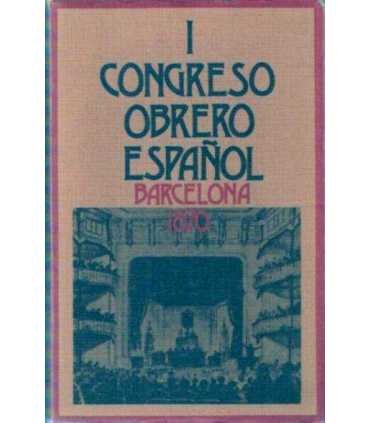 I
CONGRESO
OBRERO
ESPAÑOL
BARCELONA
1870